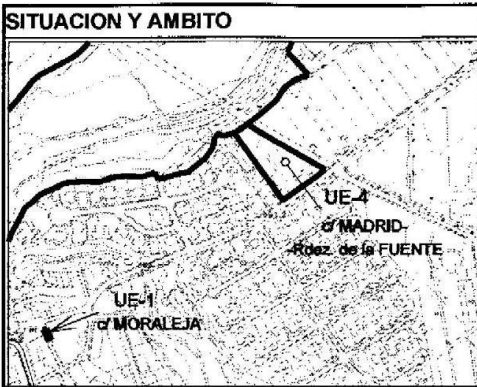 SITUACION Y AMBITO
UE-4
c/ MADRID-
-Rdez. de la FUENTE
UE-1
c/ MORALEJA